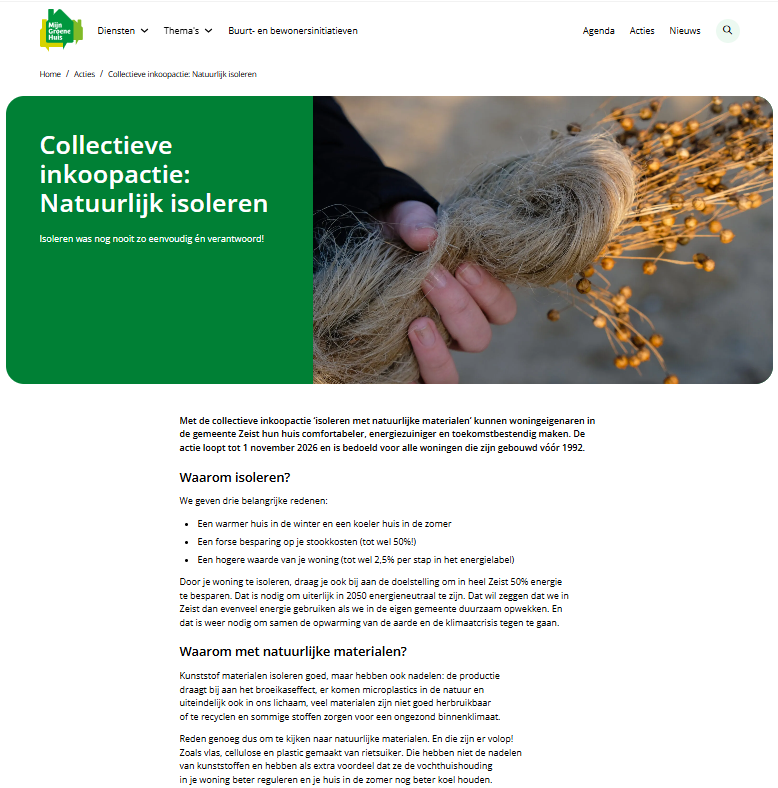 Mijn
Groene
Huis
Diensten
Thema's
Buurt- en bewonersinitiatieven
Agenda
Acties
Nieuws
Home / Acties / Collectieve inkoopactie: Natuurlijk isoleren
Collectieve
inkoopactie:
Natuurlijk isoleren
Isoleren was nog nooit zo eenvoudig én verantwoord!
Met de collectieve inkoopactie 'isoleren met natuurlijke materialen' kunnen woningeigenaren in
de gemeente Zeist hun huis comfortabeler, energiezuiniger en toekomstbestendig maken. De
actie loopt tot 1 november 2026 en is bedoeld voor alle woningen die zijn gebouwd vóór 1992.
Waarom isoleren?
We geven drie belangrijke redenen:
• Een warmer huis in de winter en een koeler huis in de zomer
• Een forse besparing op je stookkosten (tot wel 50%!)
• Een hogere waarde van je woning (tot wel 2,5% per stap in het energielabel)
Door je woning te isoleren, draag je ook bij aan de doelstelling om in heel Zeist 50% energie
te besparen. Dat is nodig om uiterlijk in 2050 energieneutraal te zijn. Dat wil zeggen dat we in
Zeist dan evenveel energie gebruiken als we in de eigen gemeente duurzaam opwekken. En
dat is weer nodig om samen de opwarming van de aarde en de klimaatcrisis tegen te gaan.
Waarom met natuurlijke materialen?
Kunststof materialen isoleren goed, maar hebben ook nadelen: de productie
draagt bij aan het broeikaseffect, er komen microplastics in de natuur en
uiteindelijk ook in ons lichaam, veel materialen zijn niet goed herbruikbaar
of te recyclen en sommige stoffen zorgen voor een ongezond binnenklimaat.
Reden genoeg dus om te kijken naar natuurlijke materialen. En die zijn er volop!
Zoals vlas, cellulose en plastic gemaakt van rietsuiker. Die hebben niet de nadelen
van kunststoffen en hebben als extra voordeel dat ze de vochthuishouding
in je woning beter reguleren en je huis in de zomer nog beter koel houden.